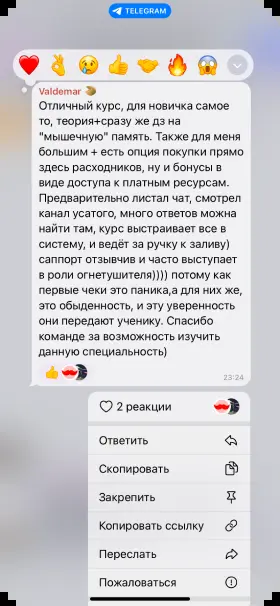 TELEGRAM
Valdemar
Отличный курс, для новичка самое
то, теория+сразу же дз на
"мышечную" память. Также для меня
большим + есть опция покупки прямо
здесь расходников, ну и бонусы в
виде доступа к платным ресурсам.
Предварительно листал чат, смотрел
канал усатого, много ответов можна
найти там, курс выстраивает все в
систему, и ведёт за ручку к заливу)
саппорт отзывчив и часто выступает
в роли огнетушителя)))) потому как
первые чеки это паника,а для них же,
это обыденность, и эту уверенность
они передают ученику. Спасибо
команде за возможность изучить
данную специальность)
23:24
2 реакции
Ответить
Скопировать
Закрепить
Копировать ссылку
Переслать
Пожаловаться